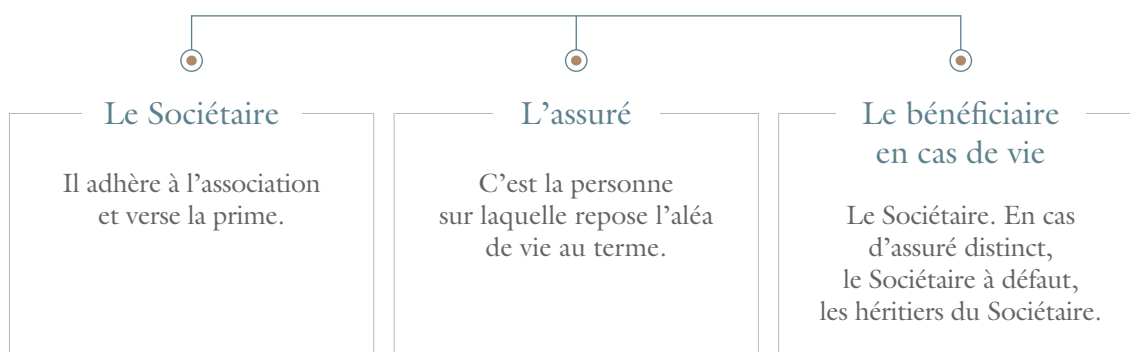 Le Sociétaire
Il adhère à l’association
et verse la prime.
L’assuré
C’est la personne
sur laquelle repose l’aléa
de vie au terme.
Le bénéficiaire
en cas de vie
Le Sociétaire. En cas
d’assuré distinct,
le Sociétaire à défaut,
les héritiers du Sociétaire.